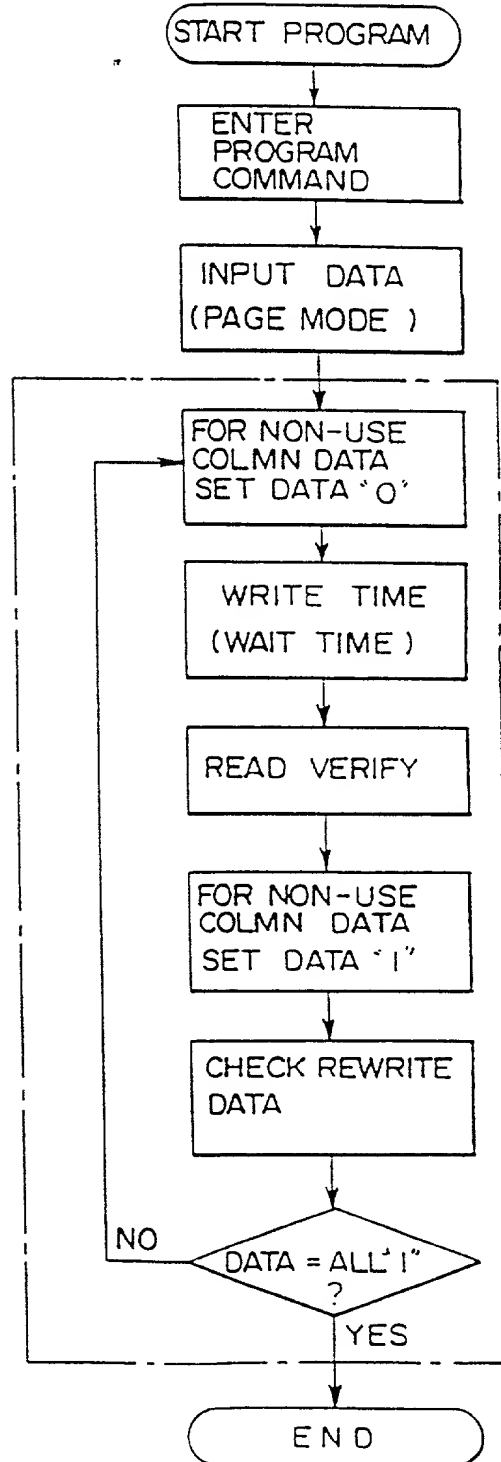 START PROGRAM
ENTER
PROGRAM
COMMAND
INPUT DATA
(PAGE MODE )
FOR NON-USE
COLMN DATA
SET DATA "0"
WRITE TIME
(WAIT TIME )
READ VERIFY
FOR NON-USE
COLMN DATA
SET DATA "1"
CHECK REWRITE
DATA
NO
DATA = ALL "1"
?
YES
END